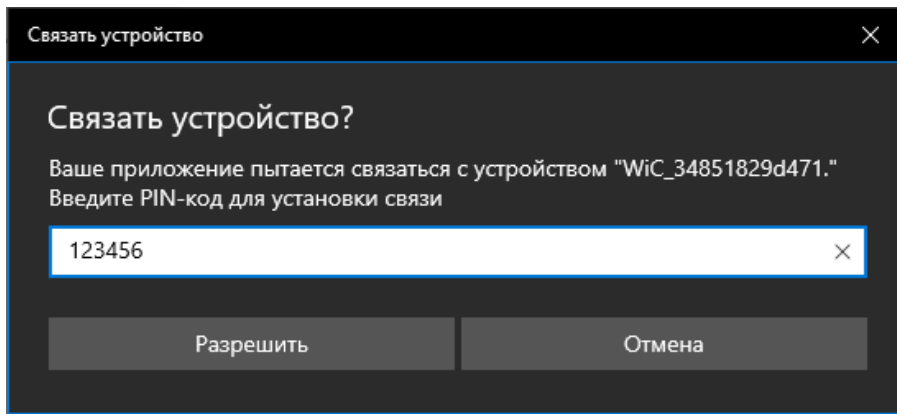 Связать устройство
Связать устройство?
Ваше приложение пытается связаться с устройством "WiC_34851829d471."
Введите PIN-код для установки связи
123456
Разрешить
Отмена